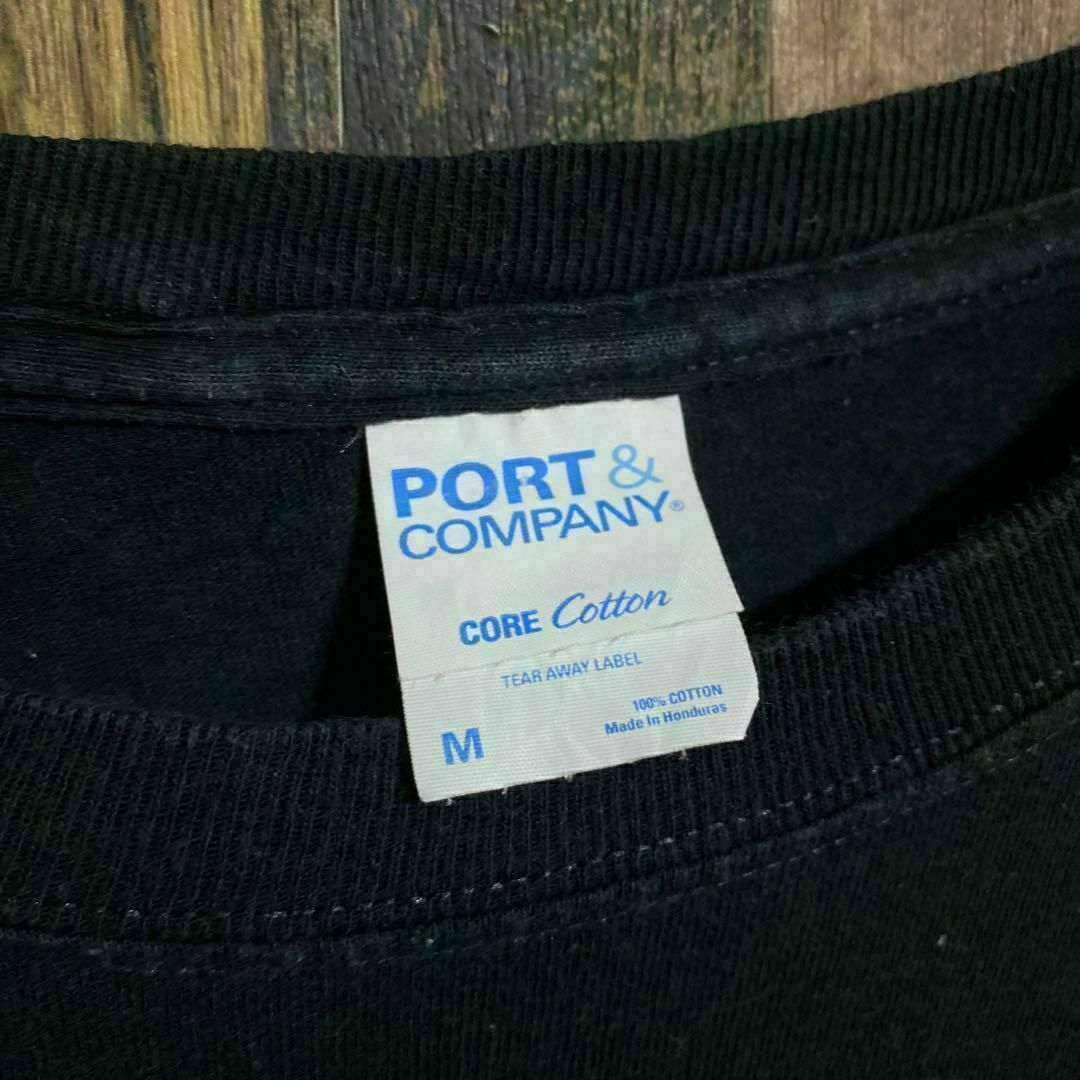 PORT &
COMPANY®
CORE Cotton
TEAR AWAY LABEL
M
100% COTTON
Made In Honduras